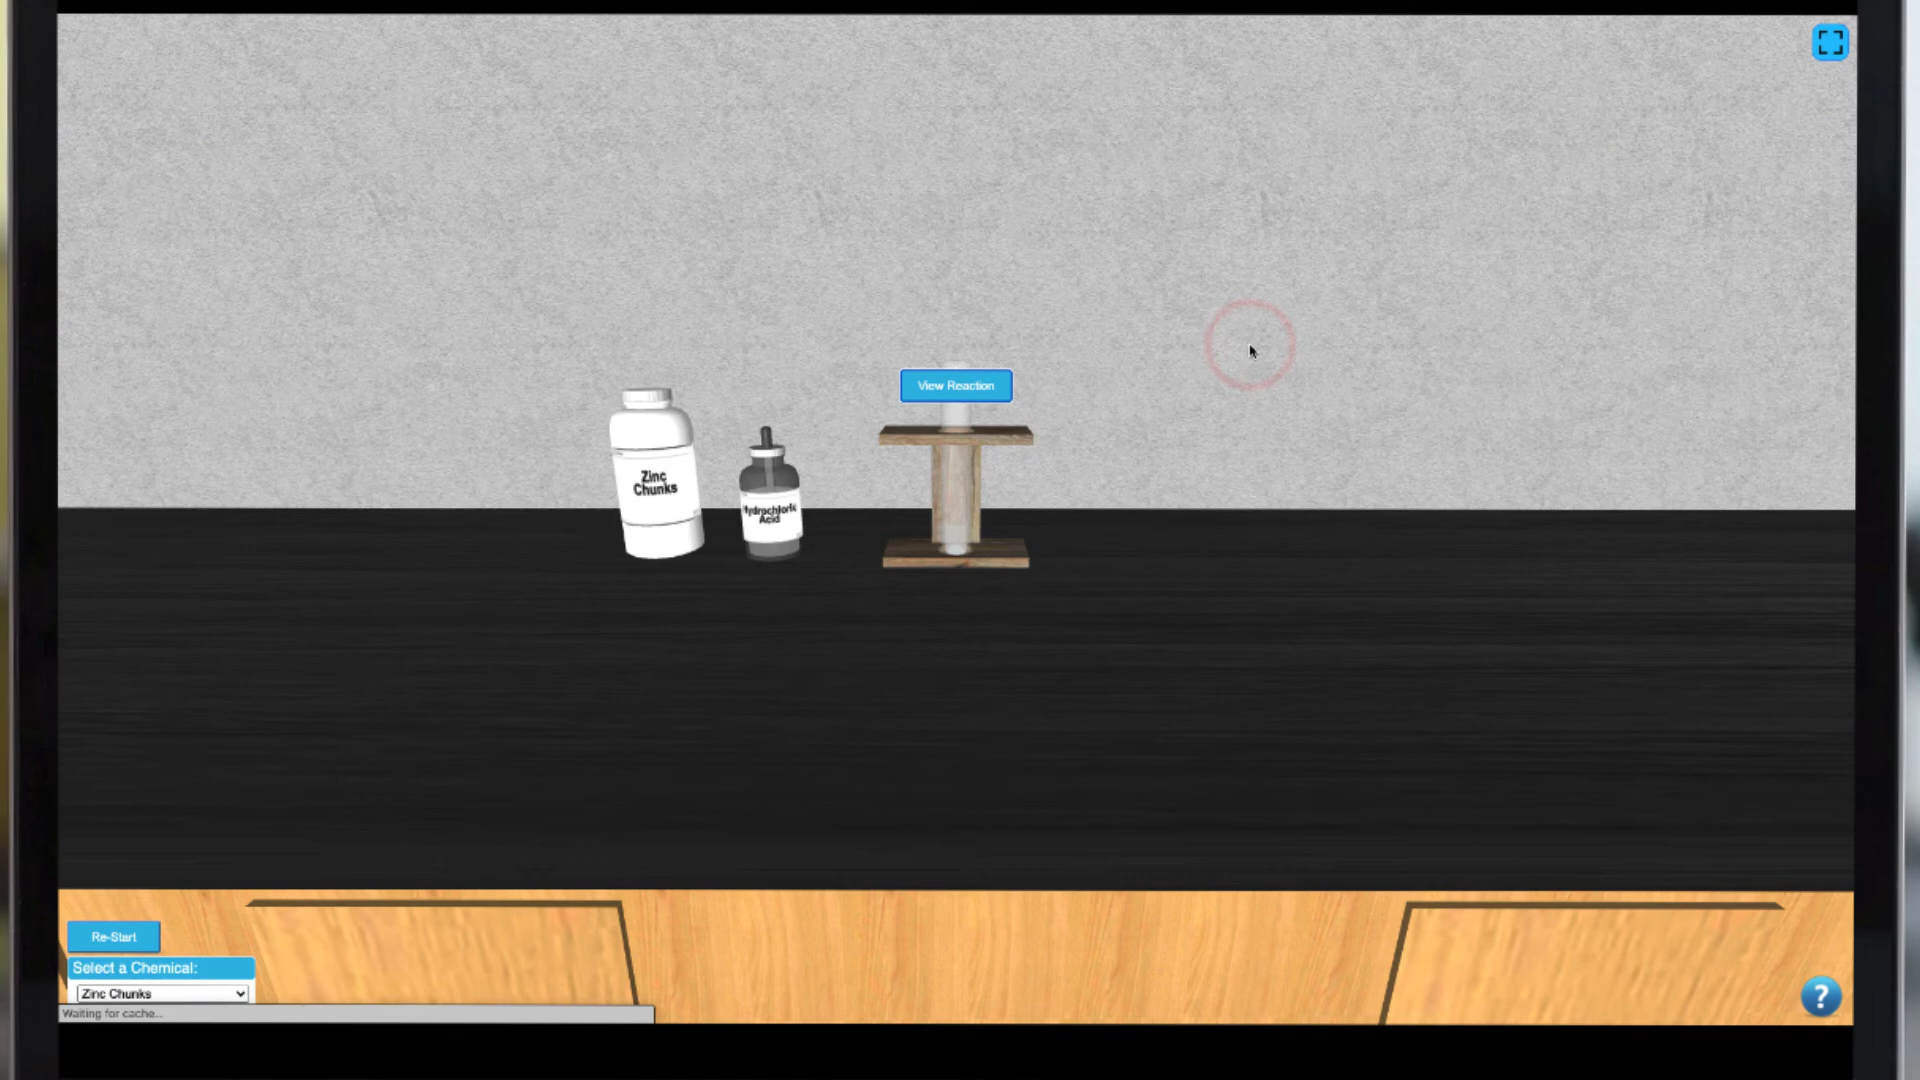 View Reaction
Zinc
Chunks
Hydrochloric
Acid
Re-Start
Select a Chemical:
Zinc Chunks
Waiting for cache...
?